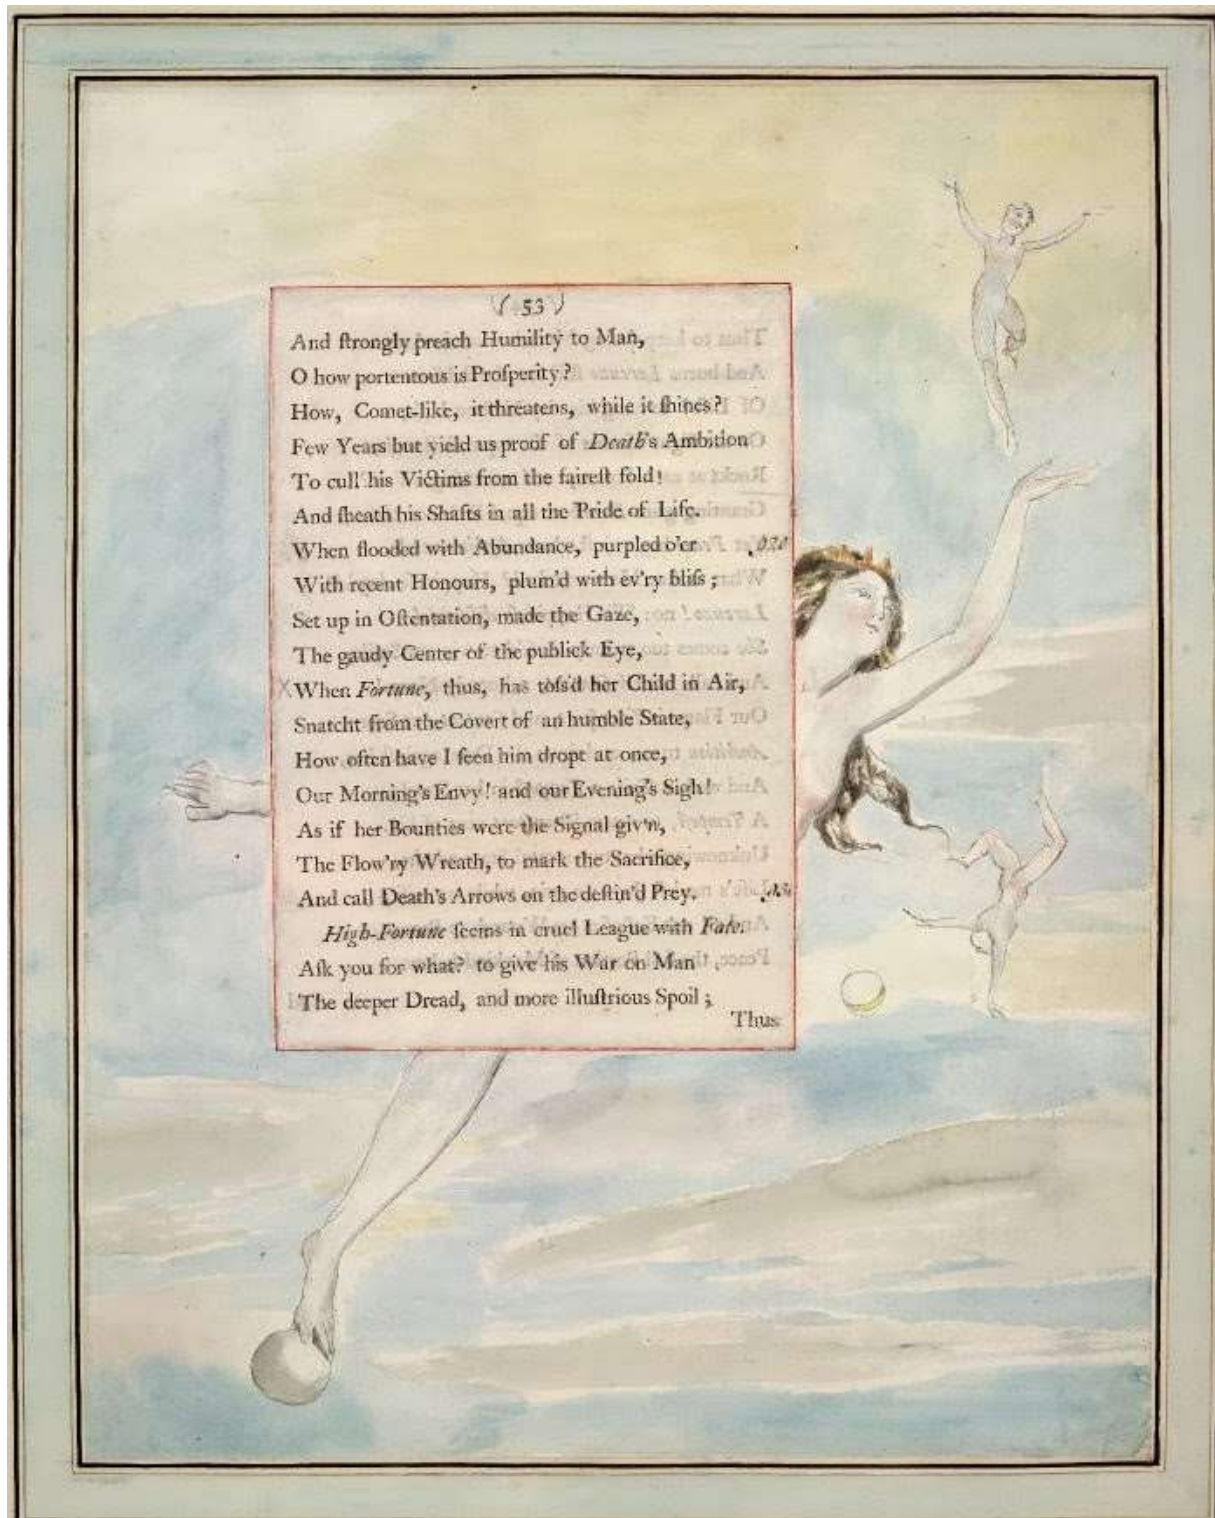 ( 53 )
And ſtrongly preach Humility to Man,
O how portentous is Proſperity?
How, Comet-like, it threatens, while it ſhines?
Few Years but yield us proof of Death's Ambition
To cull his Victims from the faireſt fold!
And ſheath his Shafts in all the Pride of Life.
When flooded with Abundance, purpled o'er
With recent Honours, plum'd with ev'ry bliſs;
Set up in Oſtentation, made the Gaze,
The gaudy Center of the publick Eye,
X When Fortune, thus, has toſs'd her Child in Air,
Snatcht from the Covert of an humble State,
How often have I ſeen him dropt at once,
Our Morning's Envy! and our Evening's Sigh!
As if her Bounties were the Signal giv'n,
The Flow'ry Wreath, to mark the Sacrifice,
And call Death's Arrows on the deſtin'd Prey.
High-Fortune ſeems in cruel League with Fate.
Aſk you for what? to give his War on Man
The deeper Dread, and more illuſtrious Spoil;
Thus